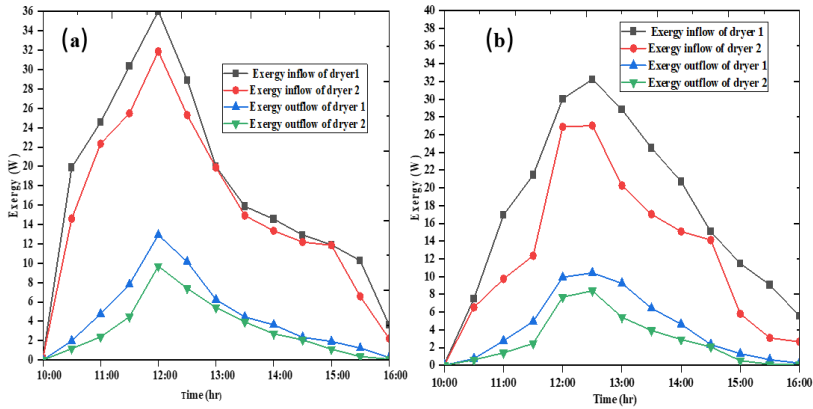 (a)
Exergy inflow of dryer1
Exergy inflow of dryer 2
Exergy outflow of dryer 1
Exergy outflow of dryer 2
Exergy (W)
36
34
32
30
28
26
24
22
20
18
16
14
12
10
8
6
4
2
0
10:00 11:00 12:00 13:00 14:00 15:00 16:00
Time (hr)
(b)
Exergy inflow of dryer 1
Exergy inflow of dryer 2
Exergy outflow of dryer 1
Exergy outflow of dryer 2
Exergy (W)
40
38
36
34
32
30
28
26
24
22
20
18
16
14
12
10
8
6
4
2
0
10:00 11:00 12:00 13:00 14:00 15:00 16:00
Time (hr)